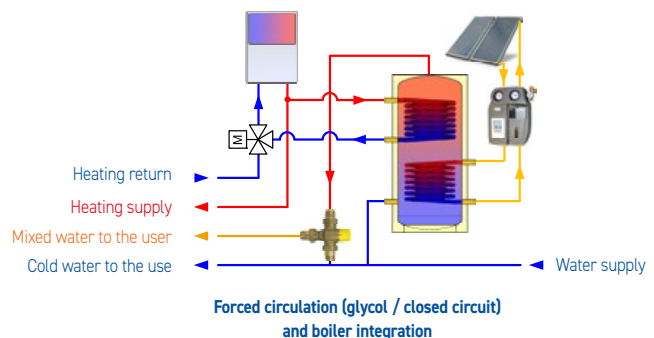 M
Heating return
Heating supply
Mixed water to the user
Cold water to the use
Water supply
Forced circulation (glycol / closed circuit)
and boiler integration